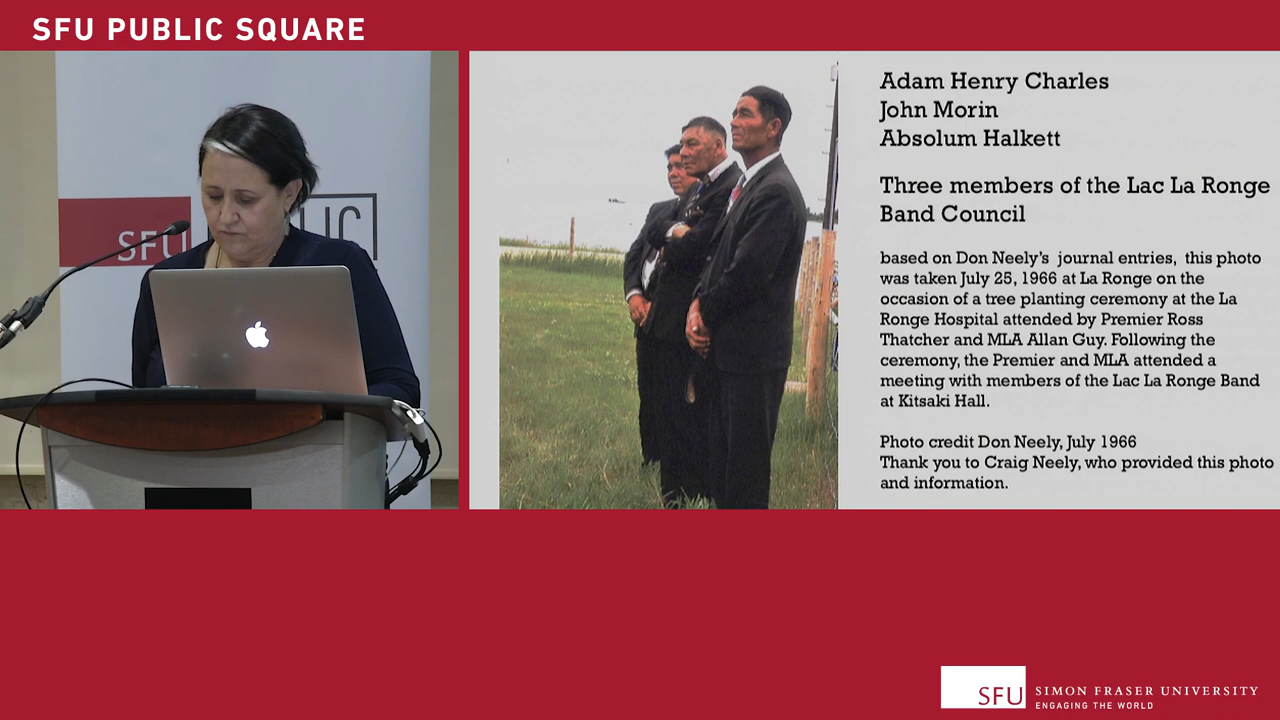 SFU PUBLIC SQUARE
SFU
Adam Henry Charles
John Morin
Absolum Halkett
Three members of the Lac La Ronge
Band Council
based on Don Neely's journal entries, this photo
was taken July 25, 1966 at La Ronge on the
occasion of a tree planting ceremony at the La
Ronge Hospital attended by Premier Ross
Thatcher and MLA Allan Guy. Following the
ceremony, the Premier and MLA attended a
meeting with members of the Lac La Ronge Band
at Kitsaki Hall.
Photo credit Don Neely, July 1966
Thank you to Craig Neely, who provided this photo
and information.
SFU
SIMON FRASER UNIVERSITY
ENGAGING THE WORLD